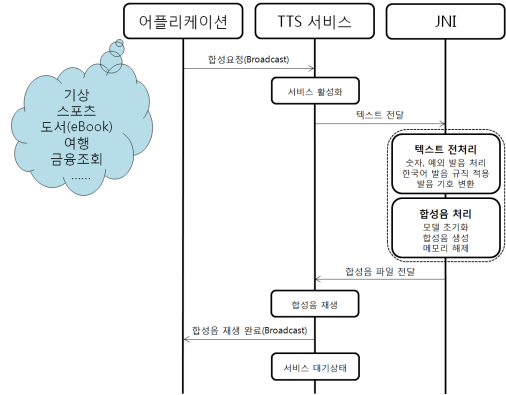 어플리케이션
TTS 서비스
JNI
합성요청(Broadcast)
기상
스포츠
도서(eBook)
여행
금융조회
……
서비스 활성화
텍스트 전달
텍스트 전처리
숫자, 예외 발음 처리
한국어 발음 규칙 적용
발음 기호 변환
합성음 처리
모델 초기화
합성음 생성
메모리 해제
합성음 파일 전달
합성음 재생
합성음 재생 완료(Broadcast)
서비스 대기상태